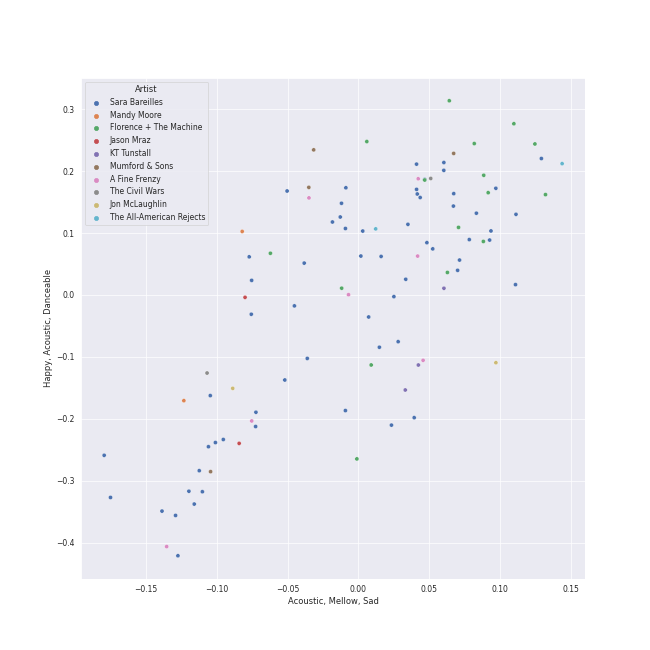 Artist
Sara Bareilles
Mandy Moore
Florence + The Machine
Jason Mraz
KT Tunstall
Mumford & Sons
A Fine Frenzy
The Civil Wars
Jon McLaughlin
The All-American Rejects
0.3
0.2
0.1
0.0
−0.1
−0.2
−0.3
−0.4
Happy, Acoustic, Danceable
−0.15 −0.10 −0.05 0.00 0.05 0.10 0.15
Acoustic, Mellow, Sad